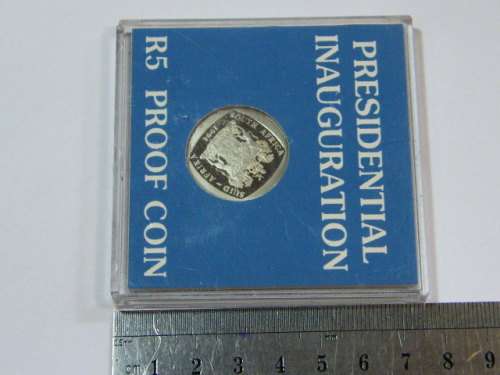 PRESIDENTIAL
INAUGURATION
SOUTH AFRICA
1994
SUID-AFRIKA
R5 PROOF COIN
cm 1 2 3 4 5 6 7 8 9